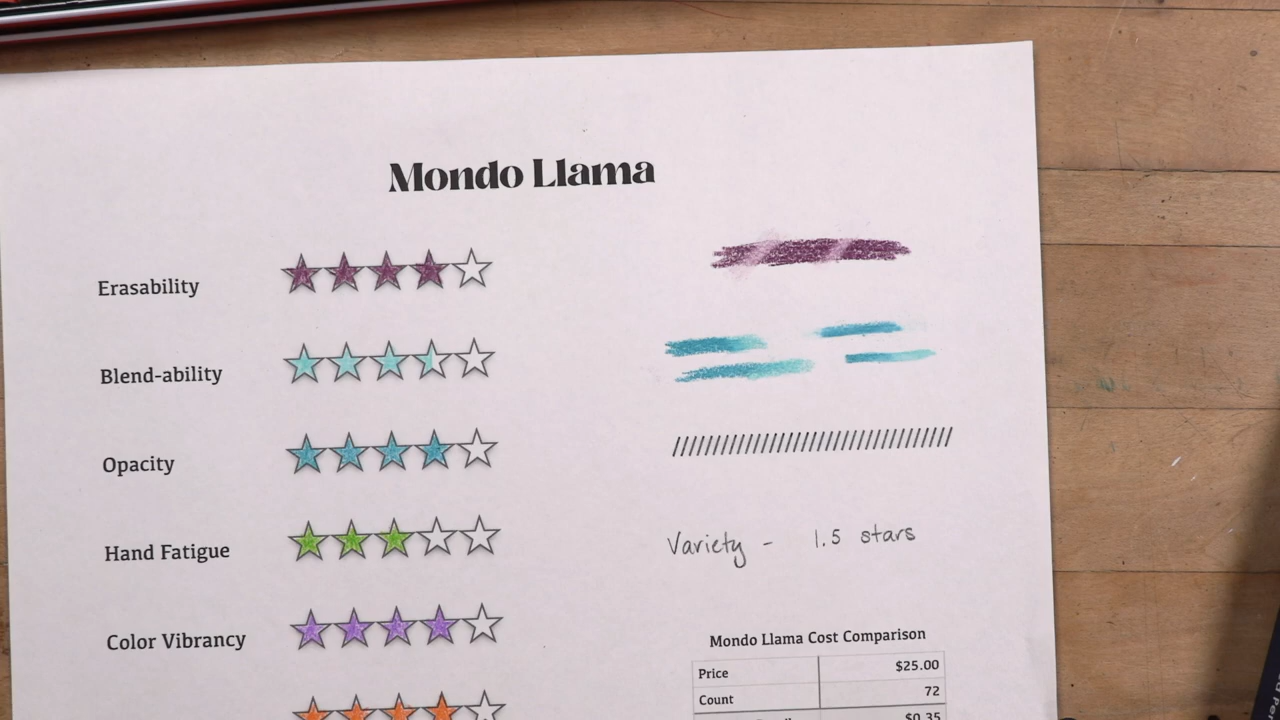 Mondo Llama
Erasability
Blend-ability
Opacity
Hand Fatigue
Color Vibrancy
Variety - 1.5 stars
Mondo Llama Cost Comparison
Price $25.00
Count 72
$0.35